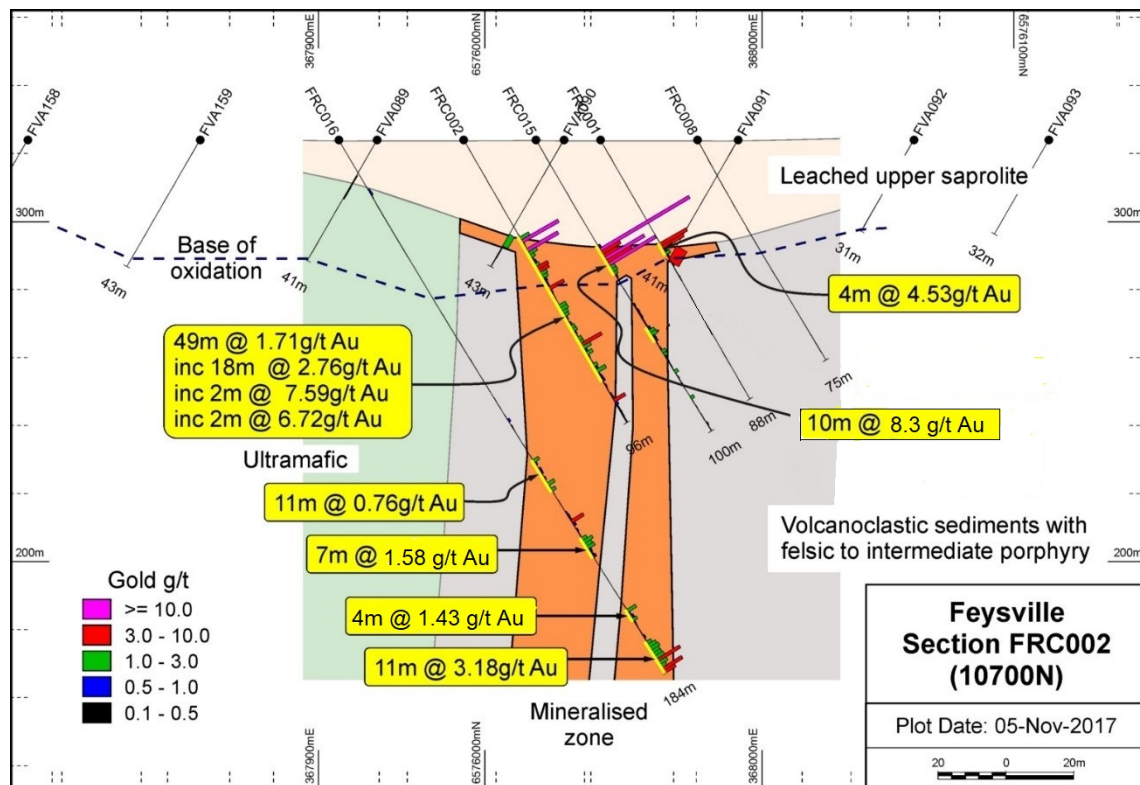 367900mE
6576000mN
368000mE
6576100mN
FVA158
FVA159
FRC016
FVA089
FRC002
FRC015
FRC001
FRC008
FVA091
FVA092
FVA093
Leached upper saprolite
300m
300m
Base of
oxidation
43m
41m
43m
41m
31m
32m
4m @ 4.53g/t Au
49m @ 1.71g/t Au
inc 18m @ 2.76g/t Au
inc 2m @ 7.59g/t Au
inc 2m @ 6.72g/t Au
75m
88m
100m
96m
10m @ 8.3 g/t Au
Ultramafic
11m @ 0.76g/t Au
Volcanoclastic sediments with
felsic to intermediate porphyry
7m @ 1.58 g/t Au
200m
200m
Gold g/t
>= 10.0
3.0 - 10.0
1.0 - 3.0
0.5 - 1.0
0.1 - 0.5
4m @ 1.43 g/t Au
11m @ 3.18g/t Au
184m
Mineralised
zone
Feysville
Section FRC002
(10700N)
Plot Date: 05-Nov-2017
20 0 20m
367900mE
6576000mN
368000mE